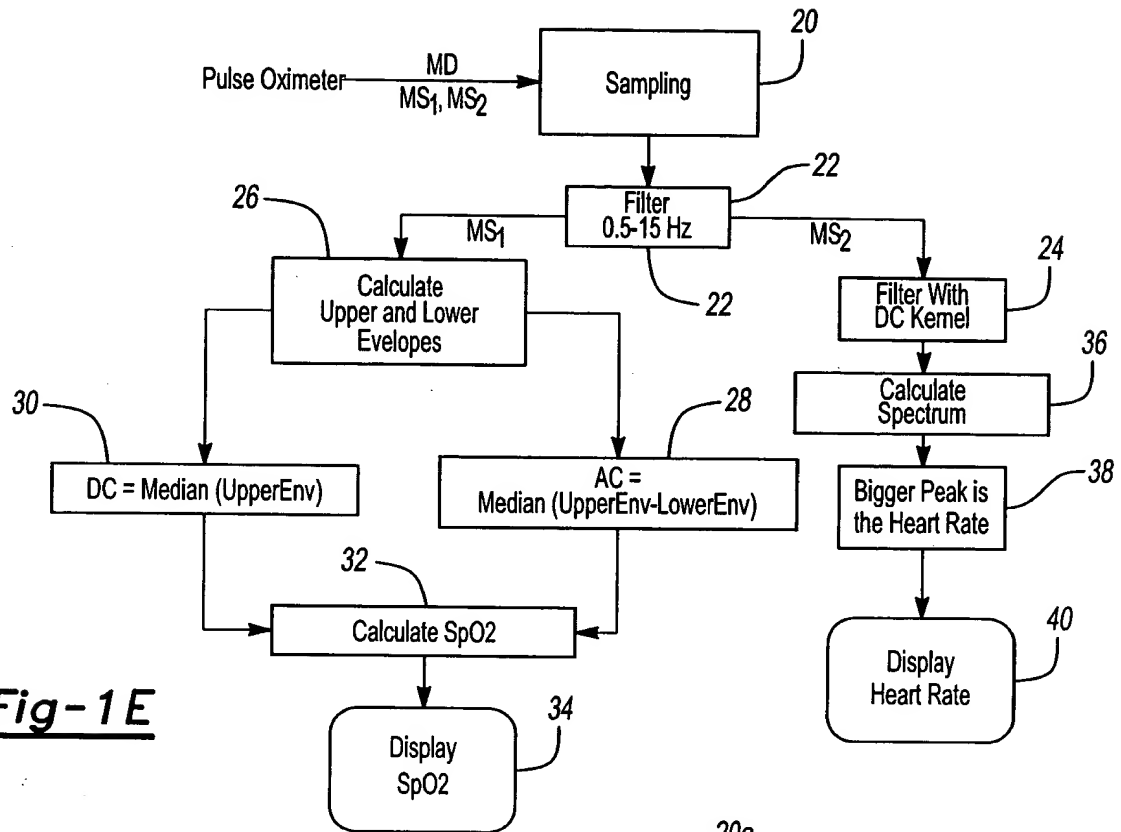 20
MD
Pulse Oximeter
MS1, MS2
Sampling
22
Filter
0.5-15 Hz
26
MS1
MS2
24
22
Calculate
Upper and Lower
Evelopes
Filter With
DC Kernel
36
Calculate
Spectrum
30
28
38
DC = Median (UpperEnv)
AC =
Median (UpperEnv-LowerEnv)
Bigger Peak is
the Heart Rate
32
Calculate SpO2
40
Display
Heart Rate
Fig-1E
34
Display
SpO2